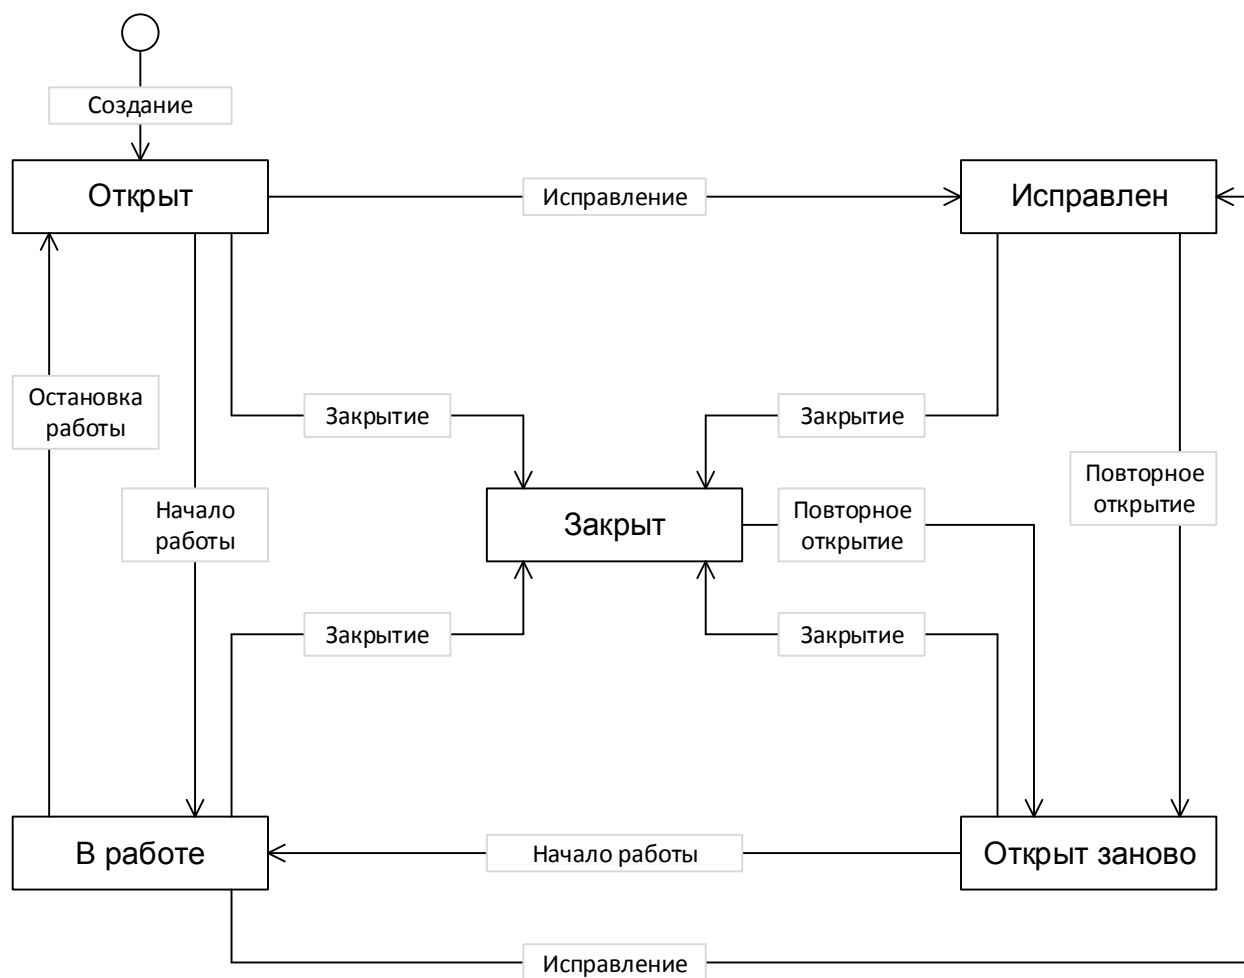 Создание
Открыт
Исправление
Исправлен
Остановка
работы
Закрытие
Закрытие
Повторное
открытие
Начало
работы
Закрыт
Повторное
открытие
Закрытие
Закрытие
В работе
Начало работы
Открыт заново
Исправление